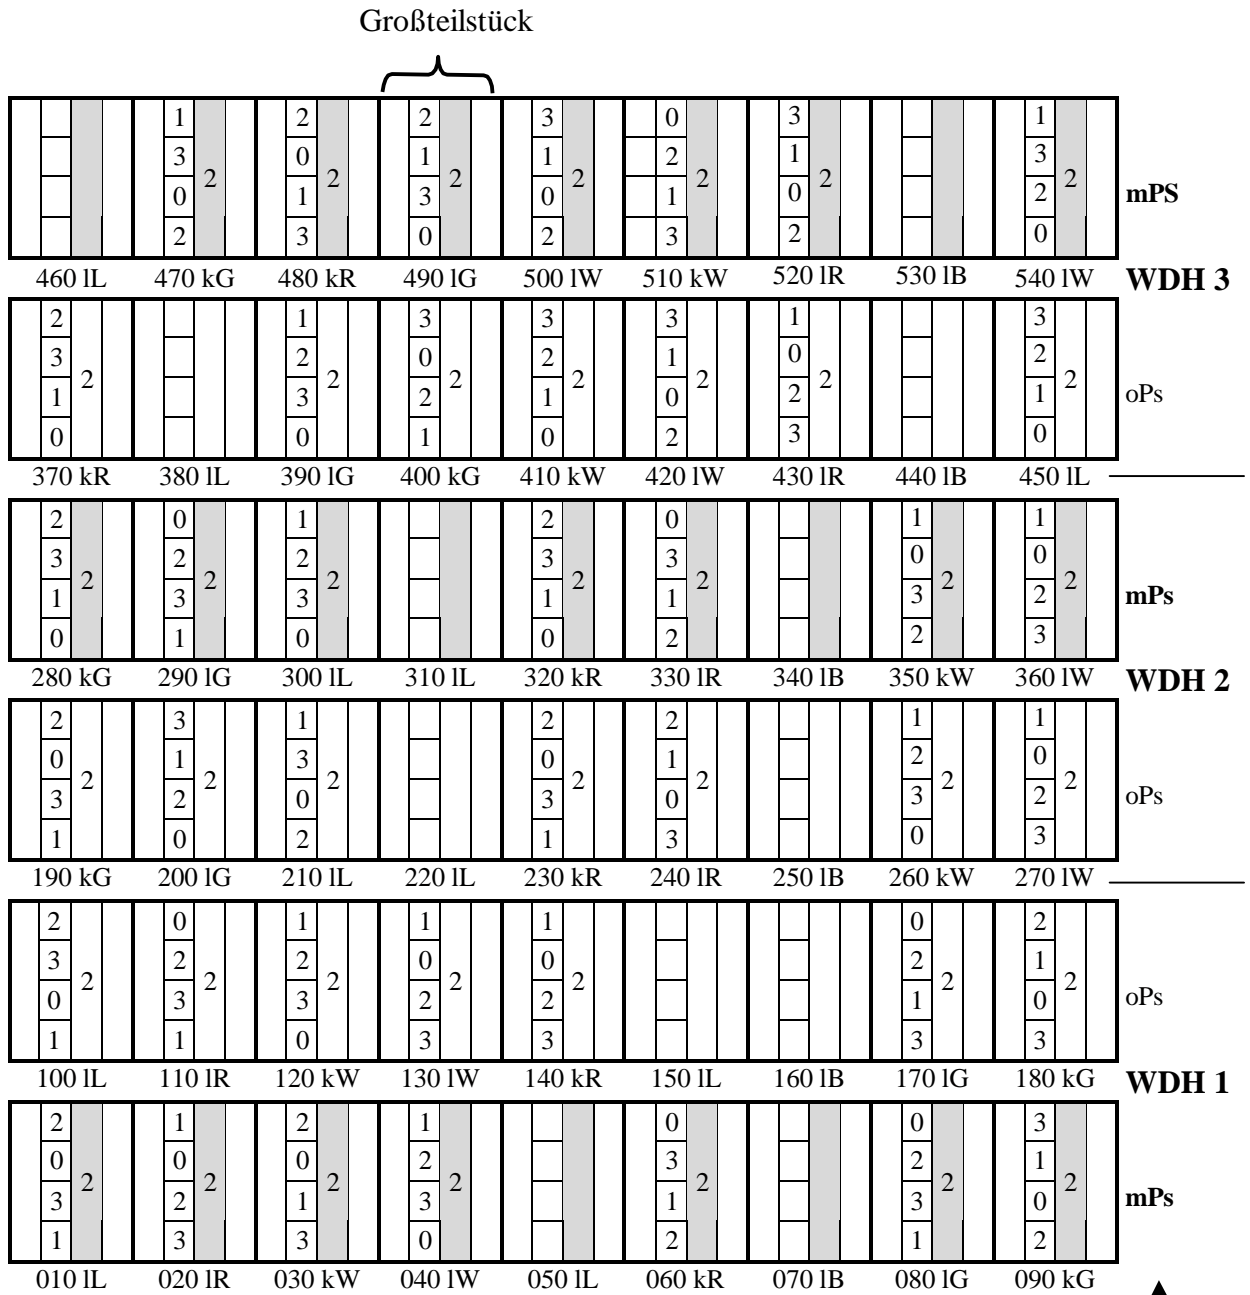 Großteilstück
1 2 2 3 0 3 1
3 0 1 1 2 1 3
2 2 2 2 2 2 2
0 1 3 0 1 0 2
mPS
2 3 0 2 3 2 0
460 lL 470 kG 480 kR 490 lG 500 lW 510 kW 520 lR 530 lB 540 lW WDH 3
2 1 3 3 3 1 3
3 2 0 2 1 0 2
2 2 2 2 2 2 2
1 3 2 1 0 2 1
oPs
0 0 1 0 2 3 0
370 kR 380 lL 390 lG 400 kG 410 kW 420 lW 430 lR 440 lB 450 lL
2 0 1 2 0 1 1
3 2 2 3 3 0 0
2 2 2 2 2 2 2
1 3 3 1 1 3 2
mPs
0 1 0 0 2 2 3
280 kG 290 lG 300 lL 310 lL 320 kR 330 lR 340 lB 350 kW 360 lW WDH 2
2 3 1 2 2 1 1
0 1 3 0 1 2 0
2 2 2 2 2 2 2
3 2 0 3 0 3 2
oPs
1 0 2 1 3 0 3
190 kG 200 lG 210 lL 220 lL 230 kR 240 lR 250 lB 260 kW 270 lW
2 0 1 1 1 0 2
3 2 2 0 0 2 1
2 2 2 2 2 2 2
0 3 3 2 2 1 0
oPs
1 1 0 3 3 3 3
100 lL 110 lR 120 kW 130 lW 140 kR 150 lL 160 lB 170 lG 180 kG WDH 1
2 1 2 1 0 0 3
0 0 0 2 3 2 1
2 2 2 2 2 2 2
3 2 1 3 1 3 0
mPs
1 3 3 0 2 1 2
010 lL 020 lR 030 kW 040 lW 050 lL 060 kR 070 lB 080 lG 090 kG